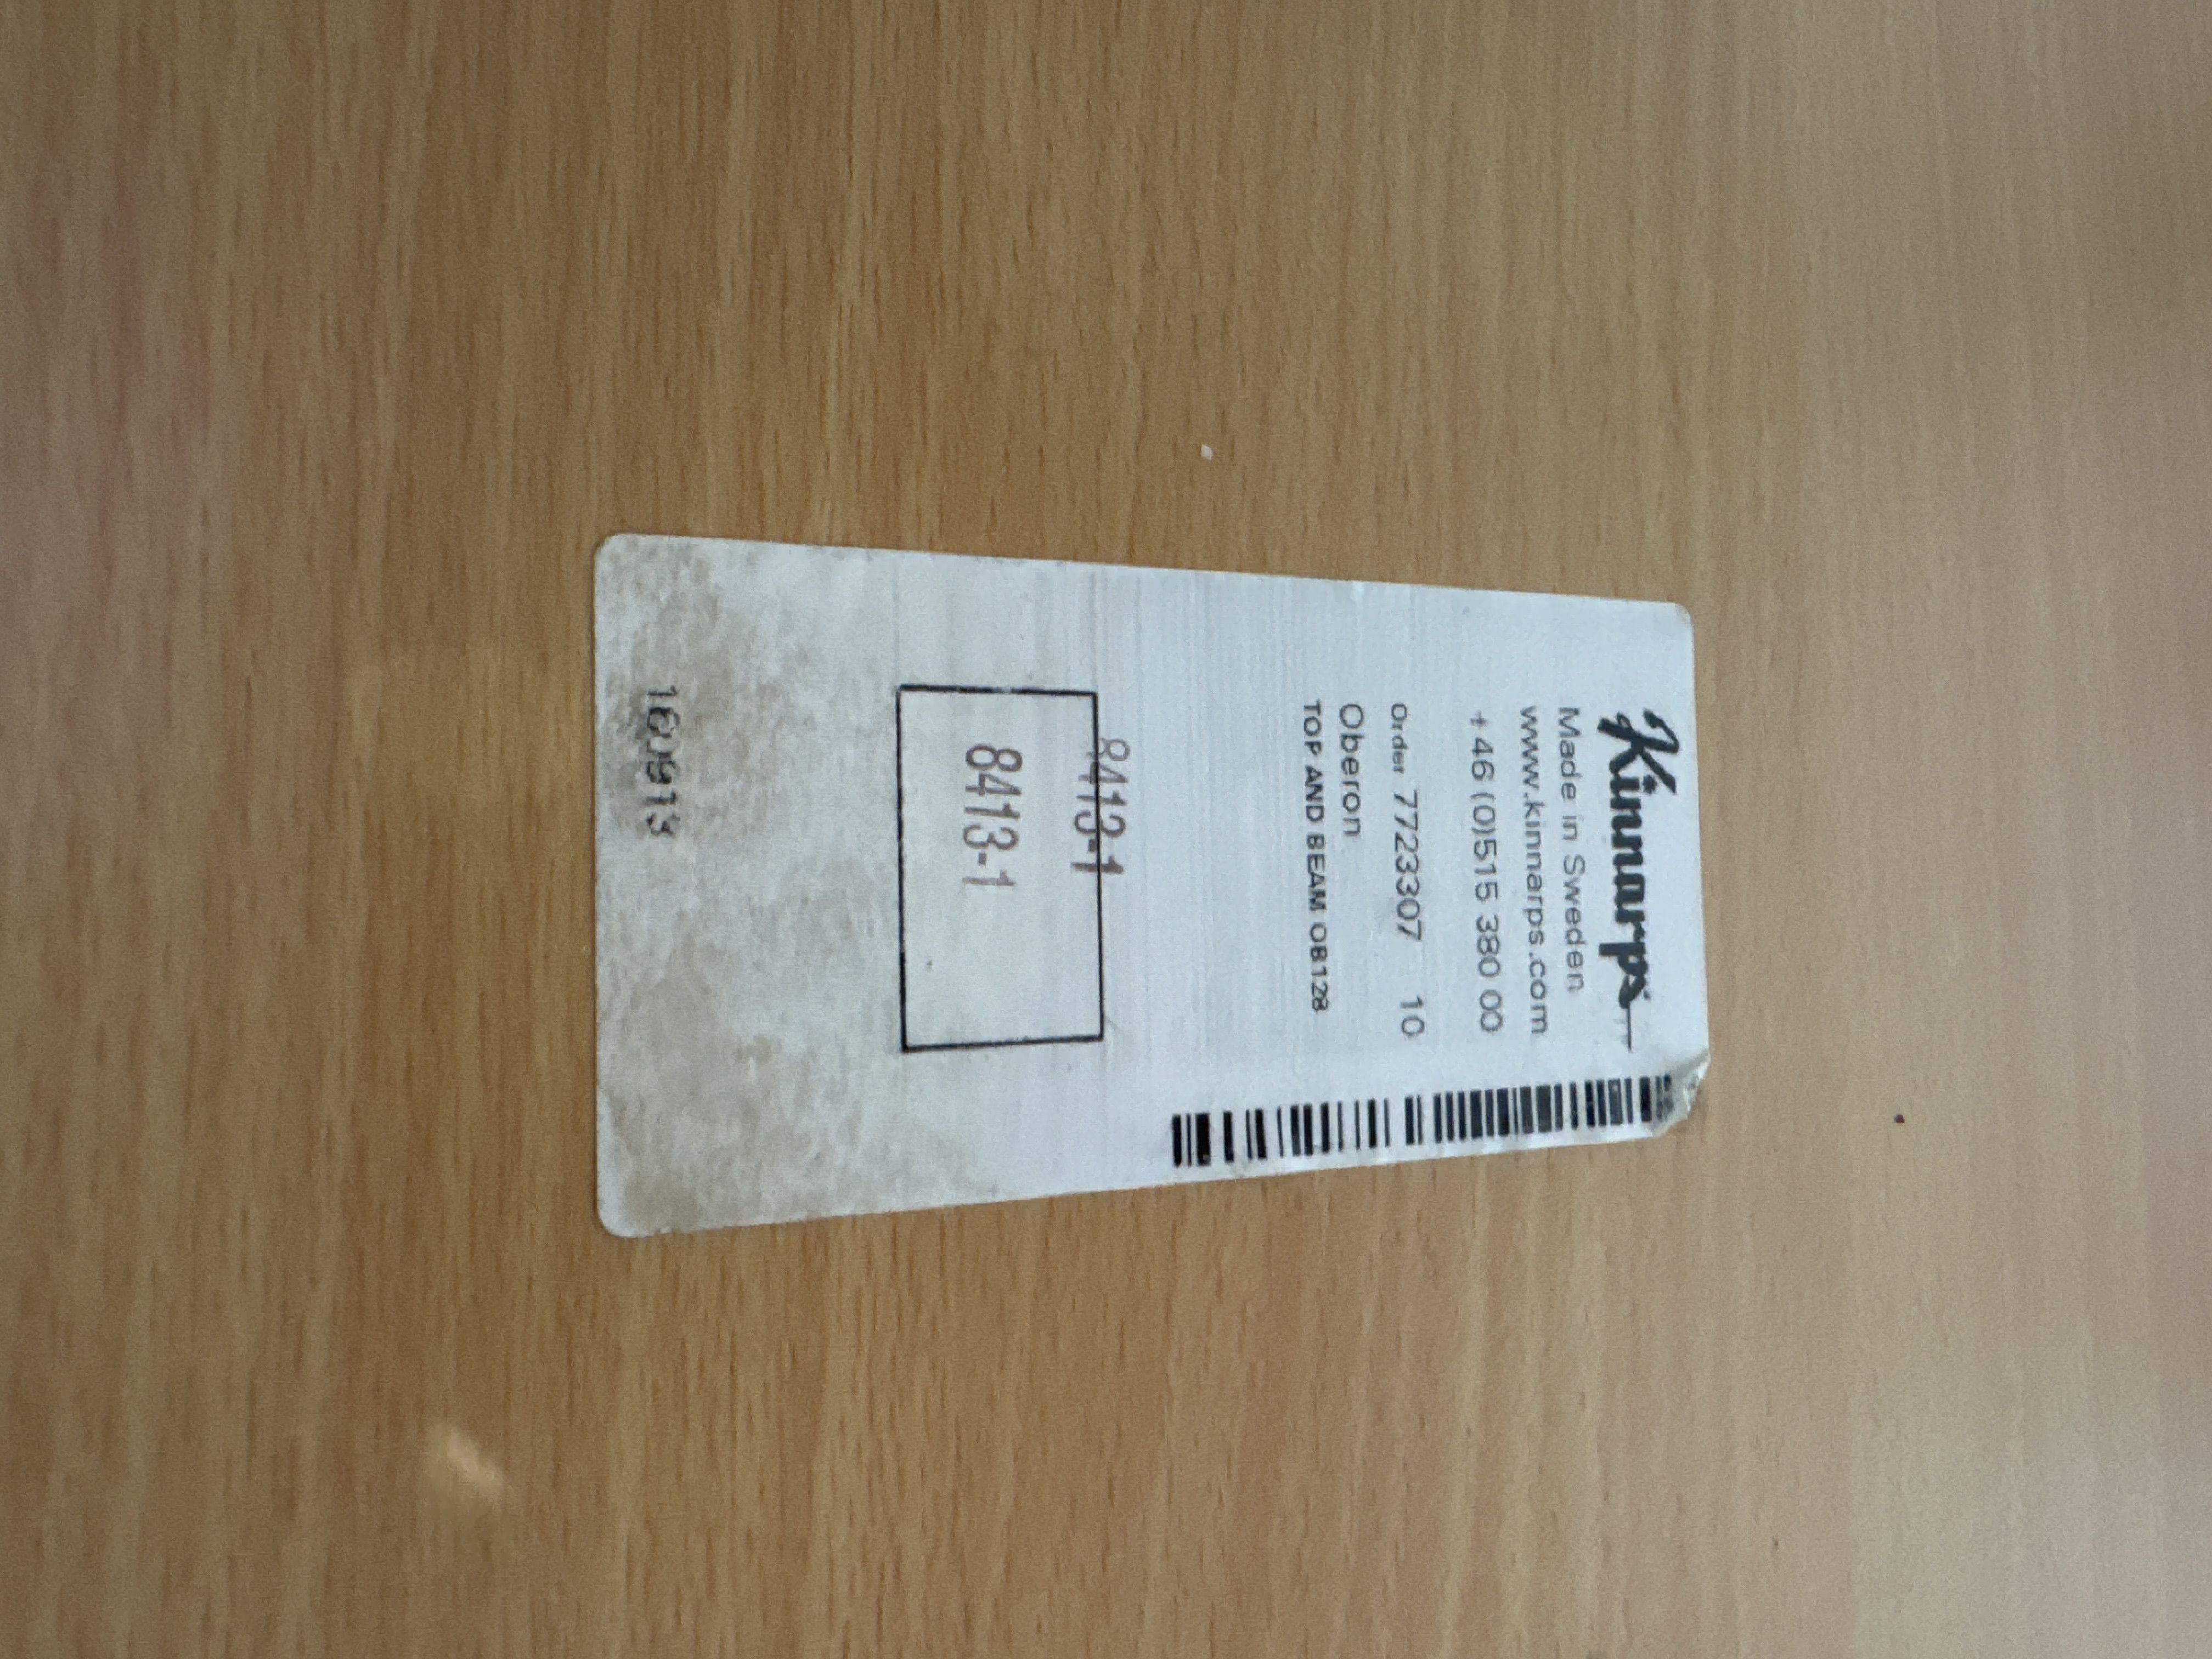 Kinnarps
Made in Sweden
www.kinnarps.com
+46 (0)515 380 00
Order 7723307 10
Oberon
TOP AND BEAM OB128
8413-1
8413-1
160913